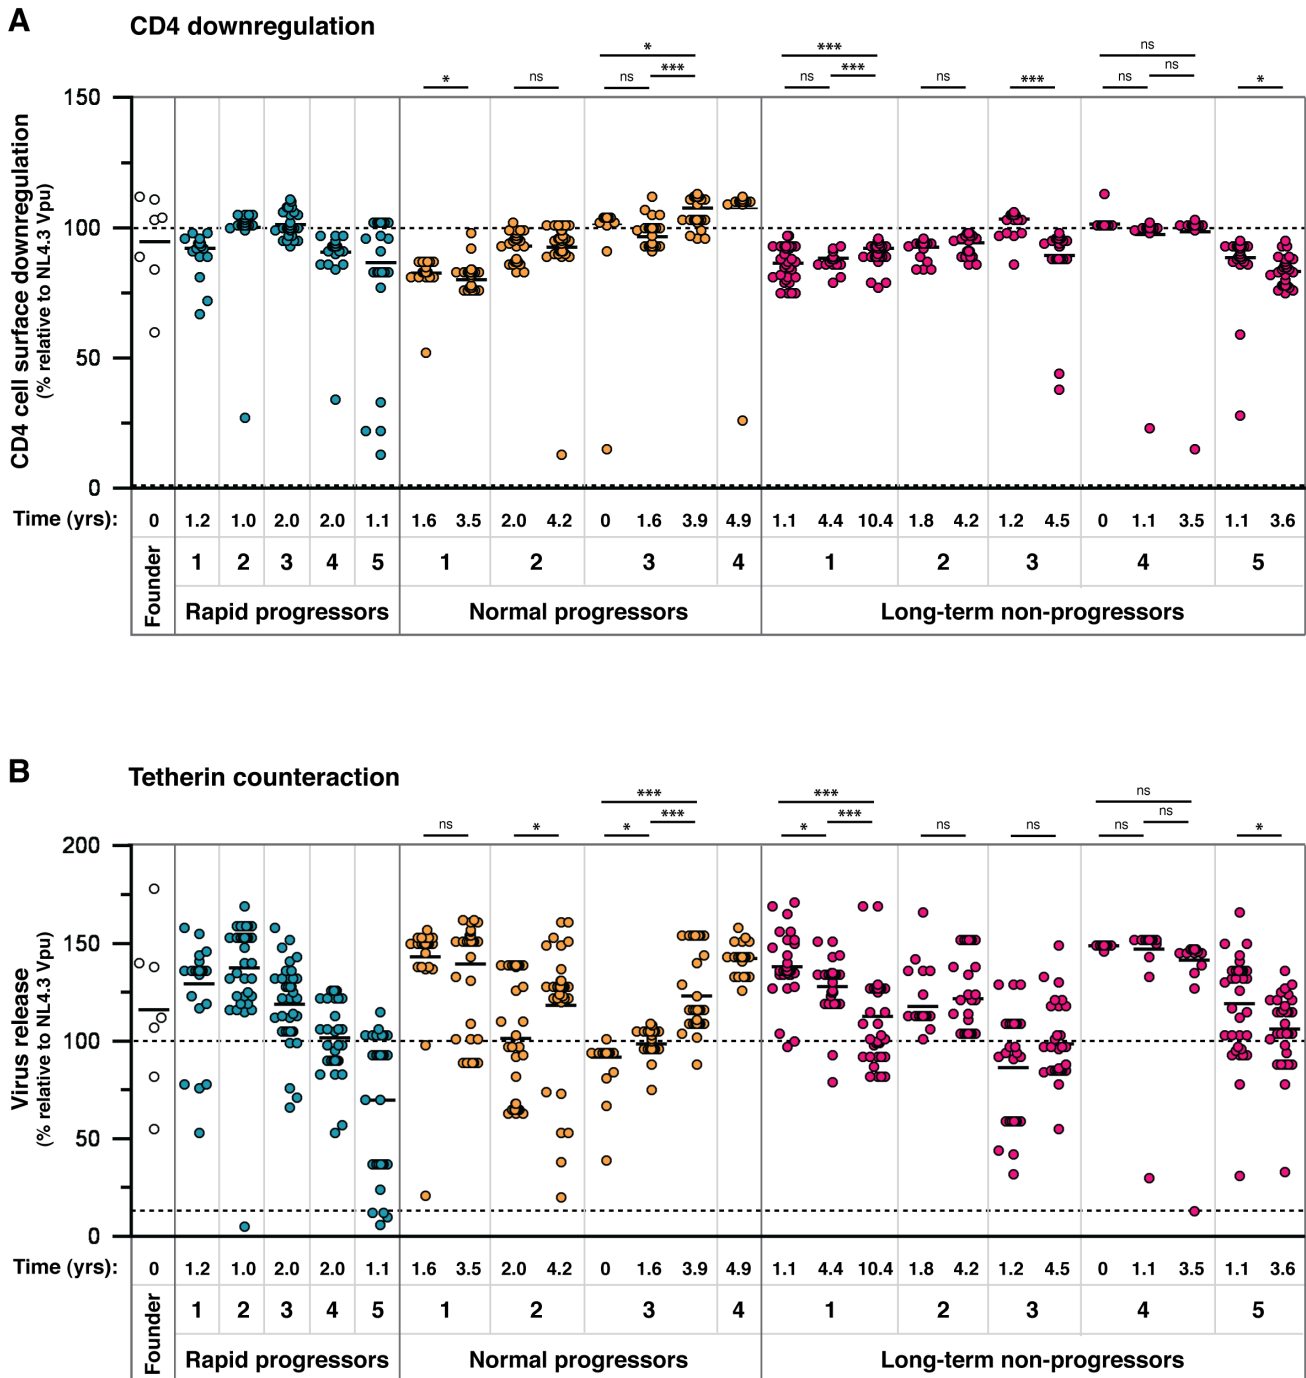 A
CD4 downregulation
* ns ns *** * ns *** *** ns *** ns ns ns *
CD4 cell surface downregulation
(% relative to NL4.3 Vpu)
150
100
50
0
Time (yrs): 0 1.2 1.0 2.0 2.0 1.1 1.6 3.5 2.0 4.2 0 1.6 3.9 4.9 1.1 4.4 10.4 1.8 4.2 1.2 4.5 0 1.1 3.5 1.1 3.6
Founder 1 2 3 4 5 1 2 3 4 1 2 3 4 5
Rapid progressors Normal progressors Long-term non-progressors
B
Tetherin counteraction
ns * * *** *** * *** *** ns ns ns ns ns *
Virus release
(% relative to NL4.3 Vpu)
200
150
100
50
0
Time (yrs): 0 1.2 1.0 2.0 2.0 1.1 1.6 3.5 2.0 4.2 0 1.6 3.9 4.9 1.1 4.4 10.4 1.8 4.2 1.2 4.5 0 1.1 3.5 1.1 3.6
Founder 1 2 3 4 5 1 2 3 4 1 2 3 4 5
Rapid progressors Normal progressors Long-term non-progressors